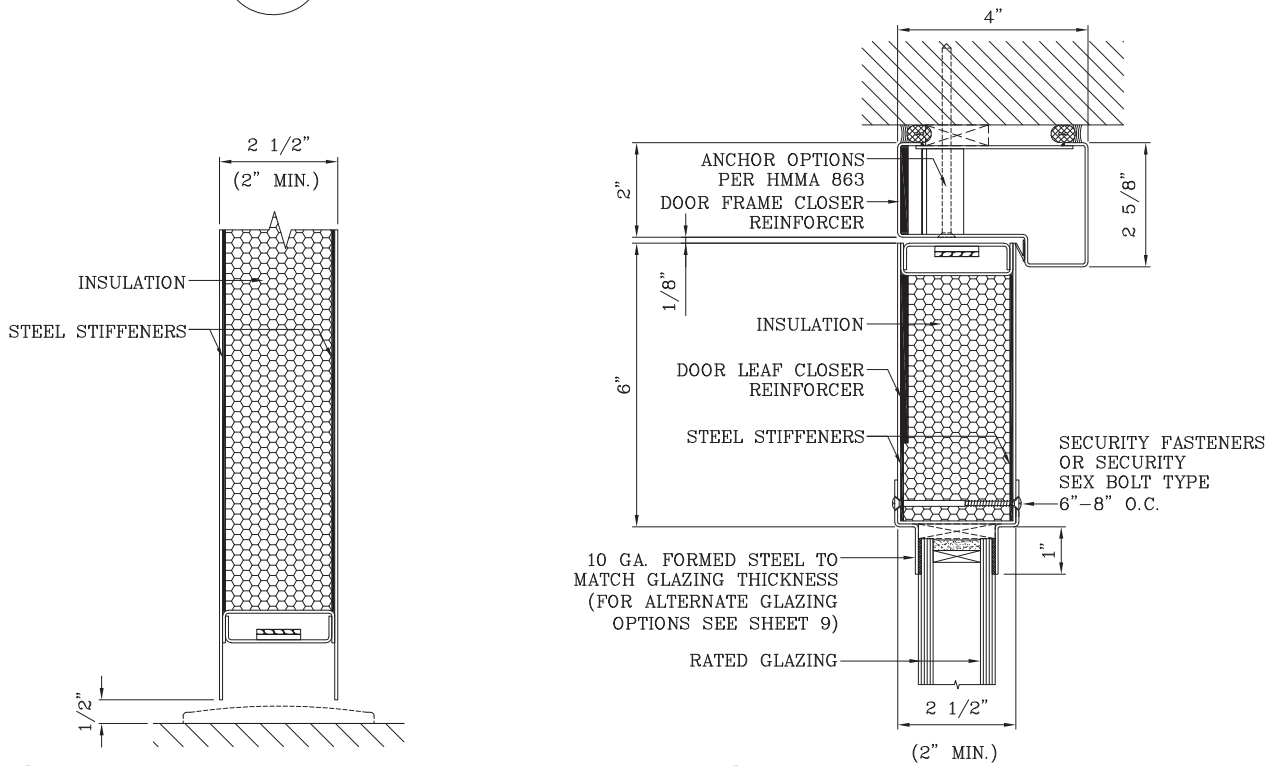 2 1/2"
(2" MIN.)
INSULATION
STEEL STIFFENERS
1/2"
4"
ANCHOR OPTIONS
PER HMMA 863
DOOR FRAME CLOSER
REINFORCER
2"
2 5/8"
1/8"
INSULATION
DOOR LEAF CLOSER
REINFORCER
6"
STEEL STIFFENERS
SECURITY FASTENERS
OR SECURITY
SEX BOLT TYPE
6"-8" O.C.
1"
10 GA. FORMED STEEL TO
MATCH GLAZING THICKNESS
(FOR ALTERNATE GLAZING
OPTIONS SEE SHEET 9)
RATED GLAZING
2 1/2"
(2" MIN.)